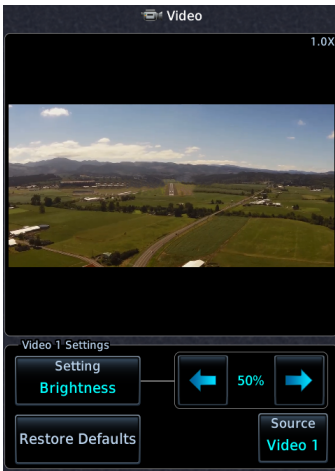 Video
1.0X
Video 1 Settings
Setting
Brightness
50%
Restore Defaults
Source
Video 1